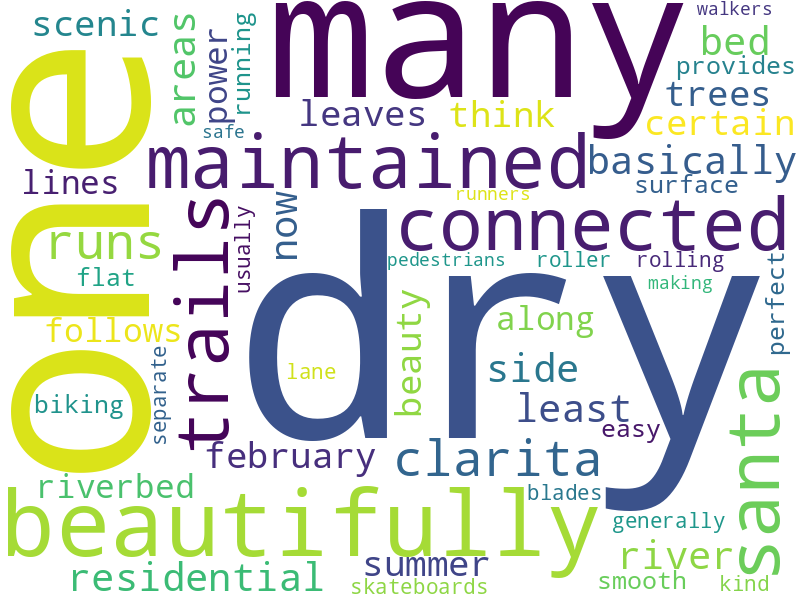 scenic
areas
power
running
many
walkers
bed
provides
trees
certain
safe
leaves
think
one
maintained
basically
surface
lines
runners
trails
usually
now
connected
runs
flat
pedestrians
roller
rolling
making
perfect
follows
dry
beauty
along
separate
lane
side
biking
least
easy
santa
february
clarita
riverbed
blades
beautifully
generally
summer
river
residential
skateboards
smooth
kind